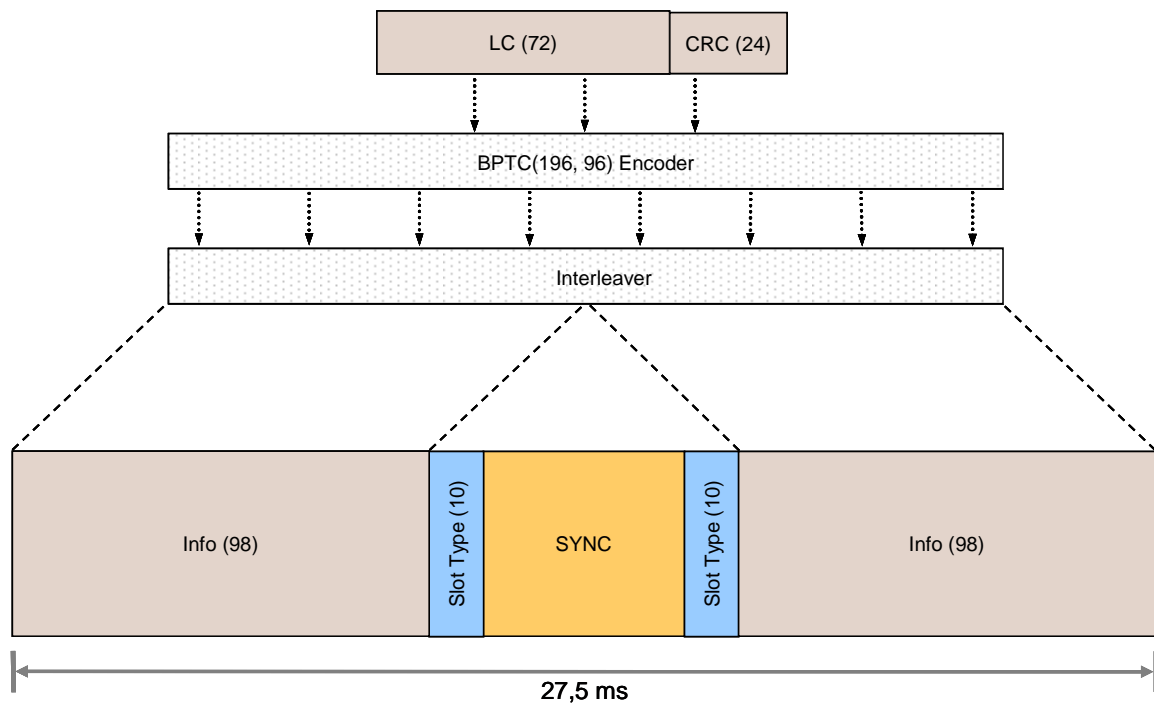 LC (72)
CRC (24)
BPTC(196, 96) Encoder
Interleaver
Info (98)
Slot Type (10)
SYNC
Slot Type (10)
Info (98)
27,5 ms